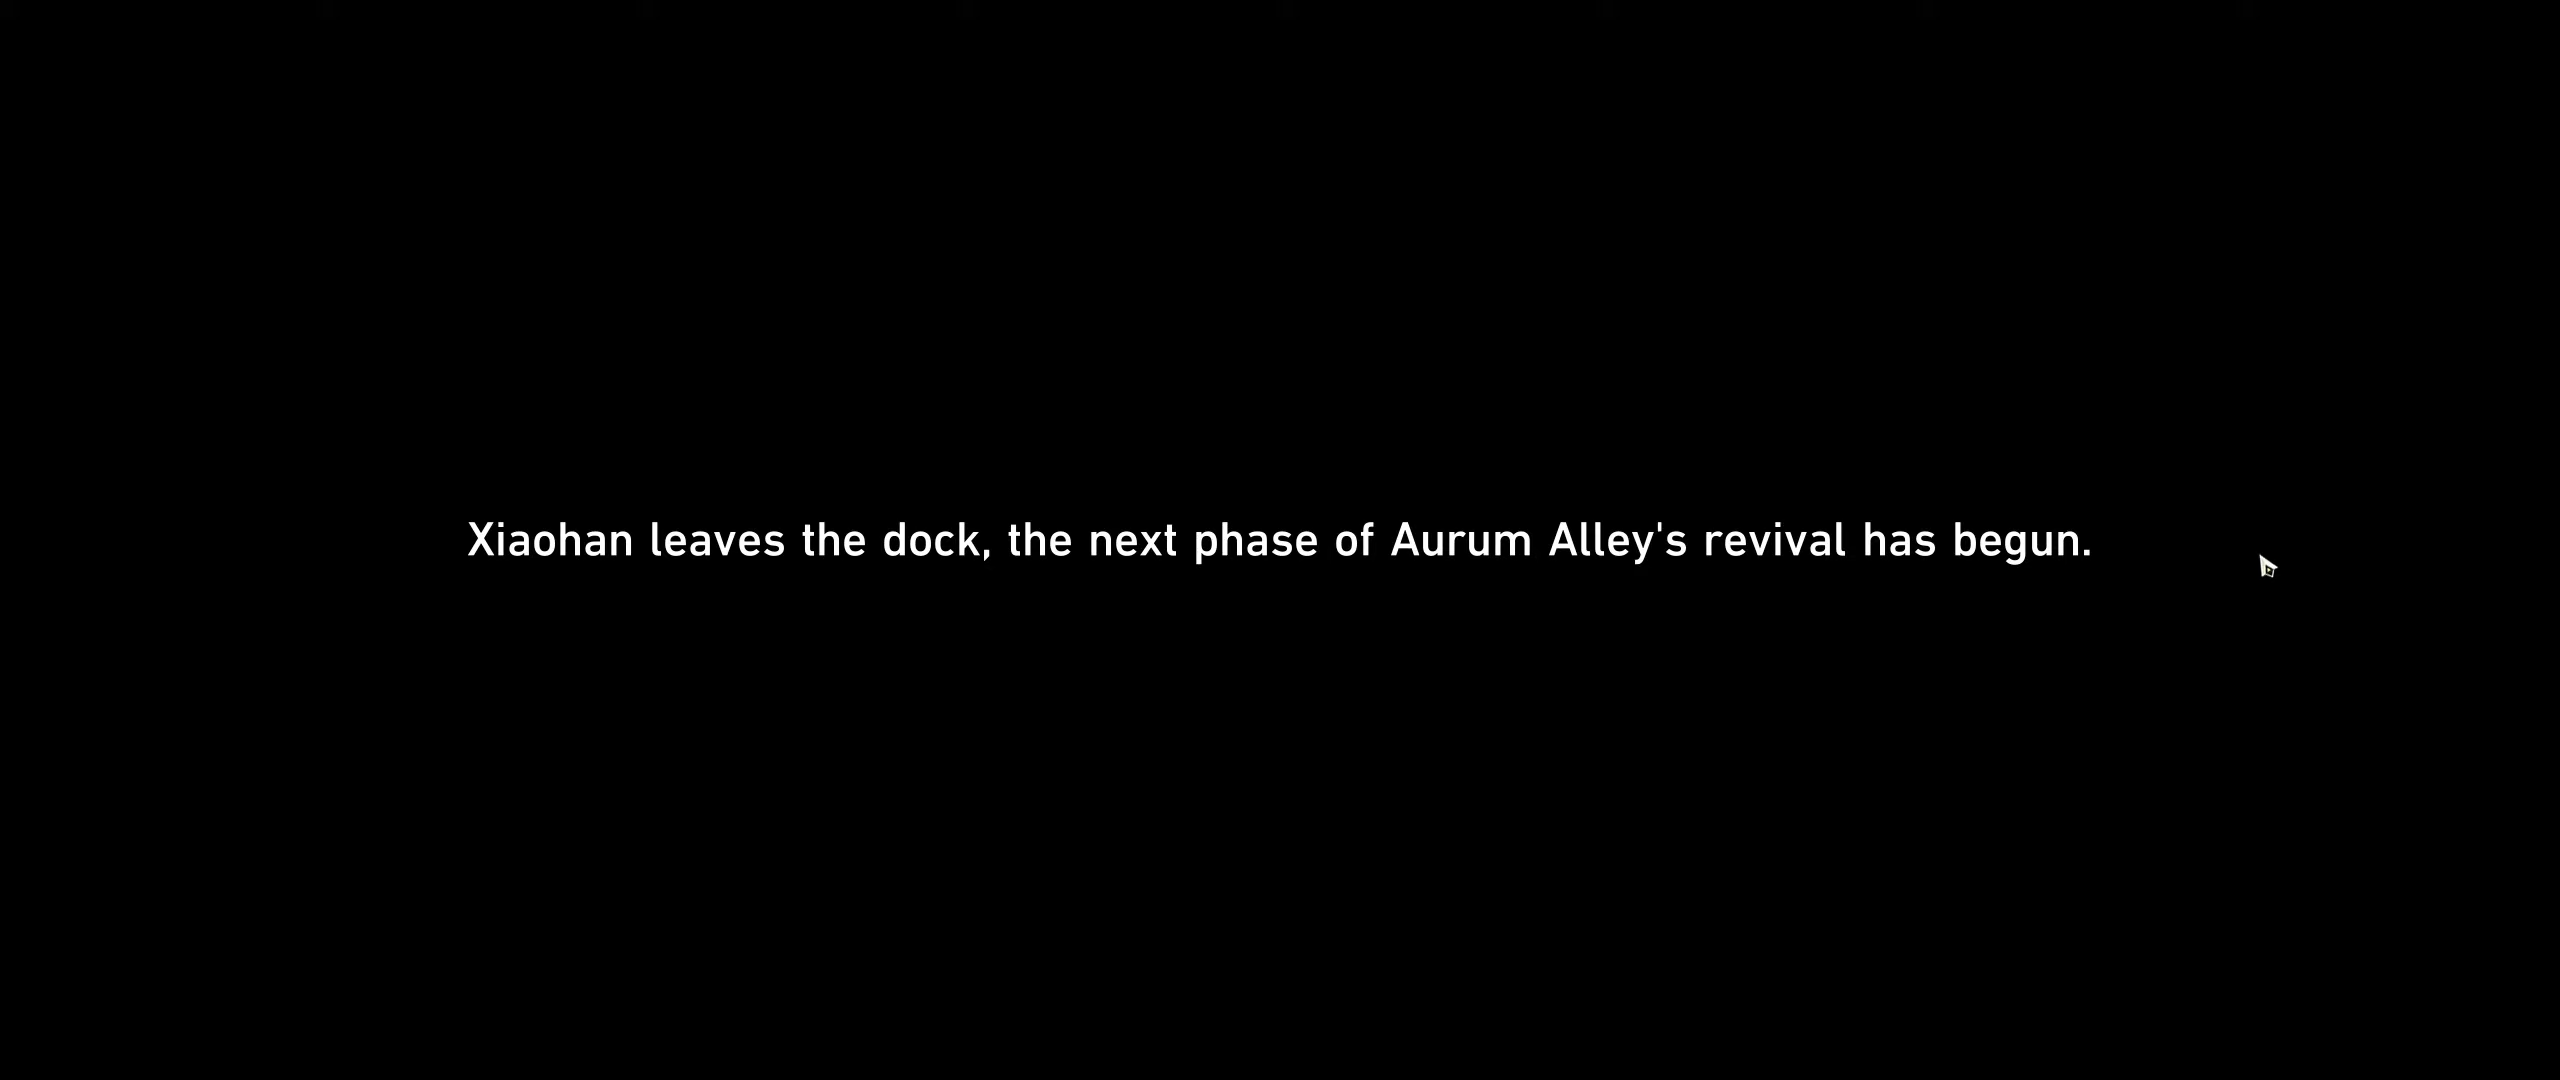 Xiaohan leaves the dock, the next phase of Aurum Alley's revival has begun.